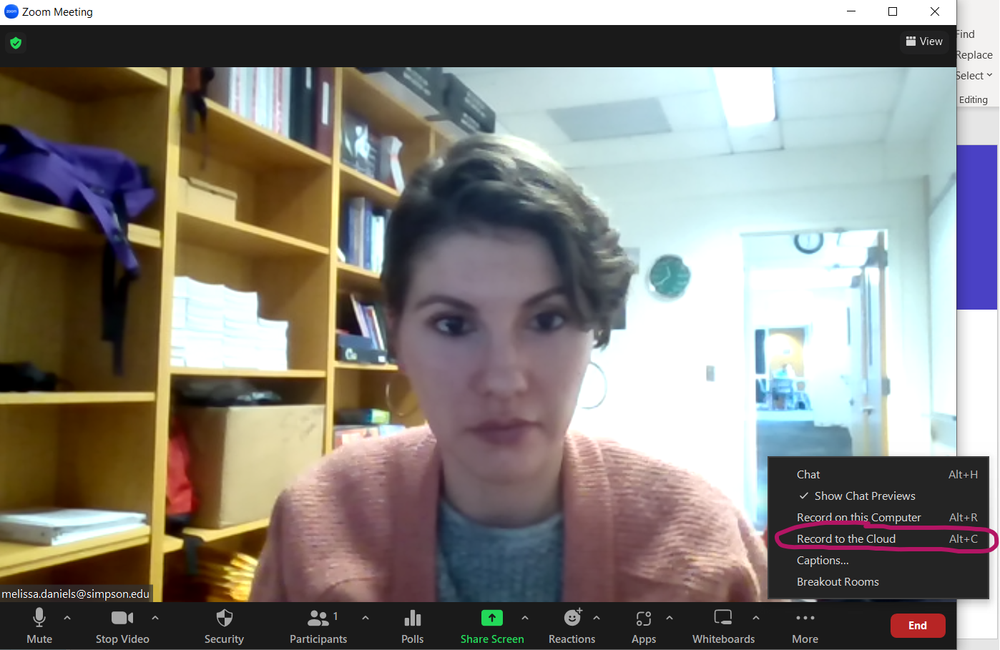 zoom Zoom Meeting
View
Find
Replace
Select
Editing
Chat Alt+H
Show Chat Previews
Record on this Computer Alt+R
Record to the Cloud Alt+C
Captions...
Breakout Rooms
melissa.daniels@simpson.edu
1
Mute Stop Video Security Participants Polls Share Screen Reactions Apps Whiteboards More End